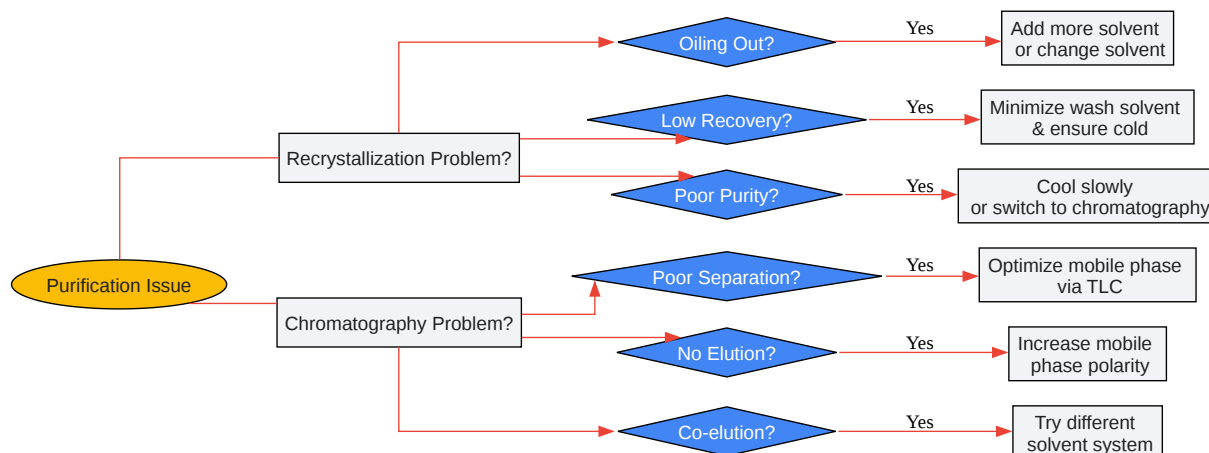 Oiling Out?
Yes
Add more solvent
or change solvent
Low Recovery?
Yes
Minimize wash solvent
& ensure cold
Recrystallization Problem?
Poor Purity?
Yes
Cool slowly
or switch to chromatography
Purification Issue
Poor Separation?
Yes
Optimize mobile phase
via TLC
Chromatography Problem?
No Elution?
Yes
Increase mobile
phase polarity
Co-elution?
Yes
Try different
solvent system